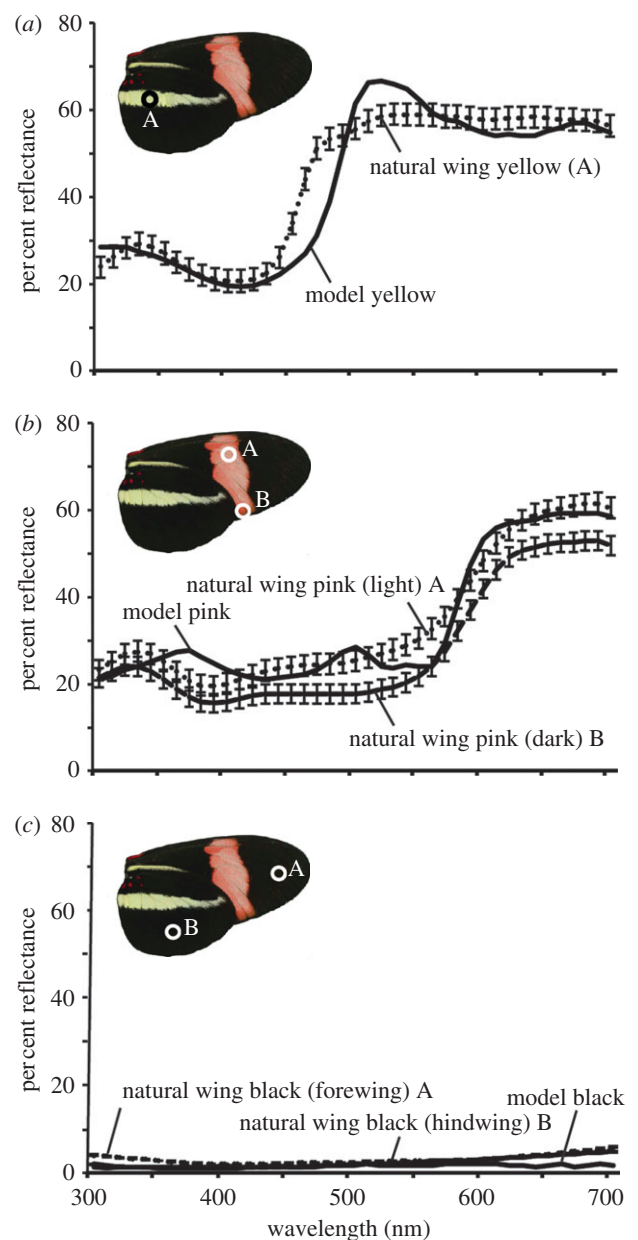 (a)
80
60
40
20
0
percent reflectance
A
natural wing yellow (A)
model yellow
(b)
80
60
40
20
0
percent reflectance
A
B
natural wing pink (light) A
model pink
natural wing pink (dark) B
(c)
80
60
40
20
0
percent reflectance
A
B
natural wing black (forewing) A
model black
natural wing black (hindwing) B
300 400 500 600 700
wavelength (nm)